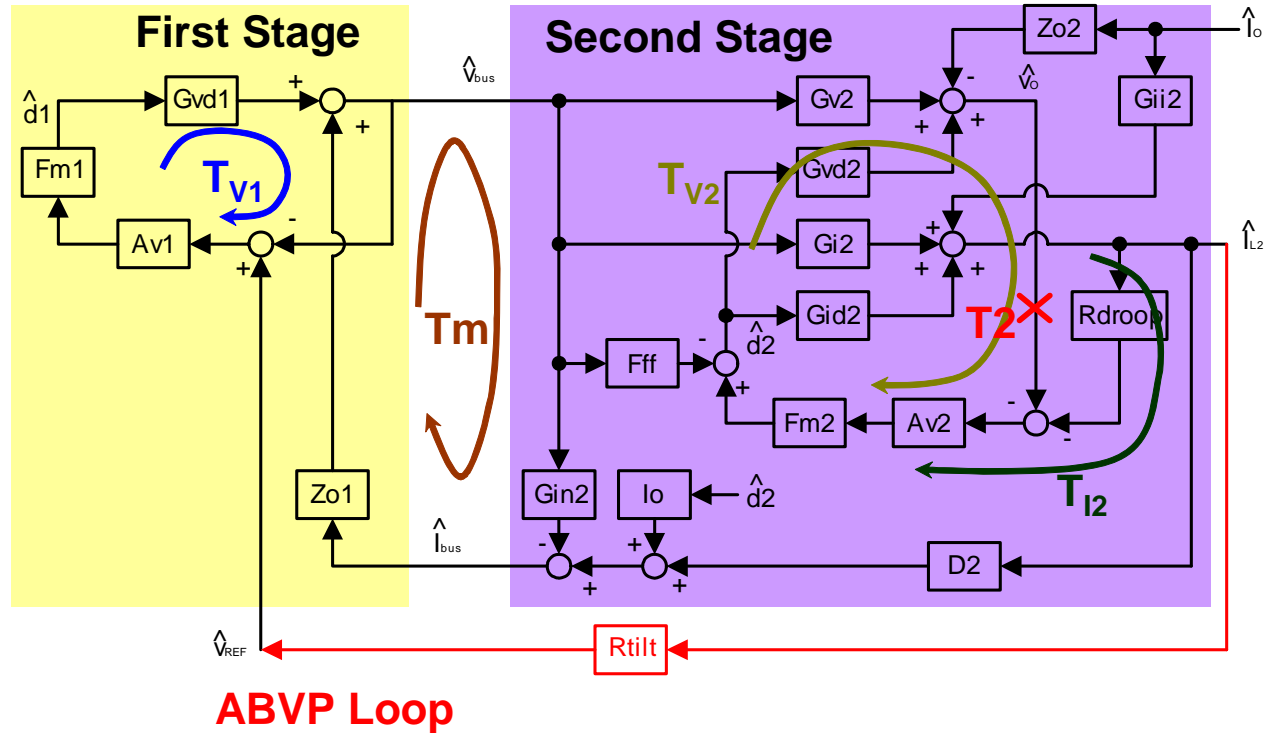 First Stage
Second Stage
Zo2
îo
v̂bus
v̂o
d̂1
Gvd1
+
+
-
Gv2
+
+
Gii2
Fm1
TV1
TV2
Gvd2
Av1
-
+
Gi2
+
+
+
îL2
Tm
Gid2
T2
Rdroop
Fff
-
d̂2
+
Fm2
Av2
-
-
Zo1
Gin2
Io
d̂2
TI2
îbus
-
+
+
+
D2
v̂REF
Rtilt
ABVP Loop